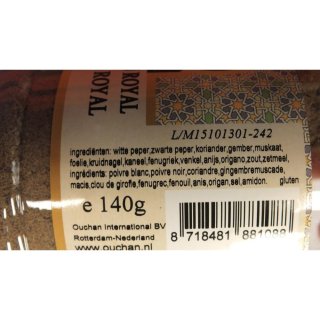 ROYAL
ROYAL
L/M15101301-242
ingrediënten: witte peper,zwarte peper,koriander,gember,muskaat,
foelie,kruidnagel,kaneel,fenugriek,venkel,anijs,origano,zout,zetmeel,
ingrédients: poivre blanc,poivre noir,coriandre,gingembremuscade,
macis,clou de girofle,fenugrec,fenouil,anis,origan,sel,amidon. gluten
e 140g
Ouchan International BV
Rotterdam-Nederland
www.ouchan.nl
8 718481 881088